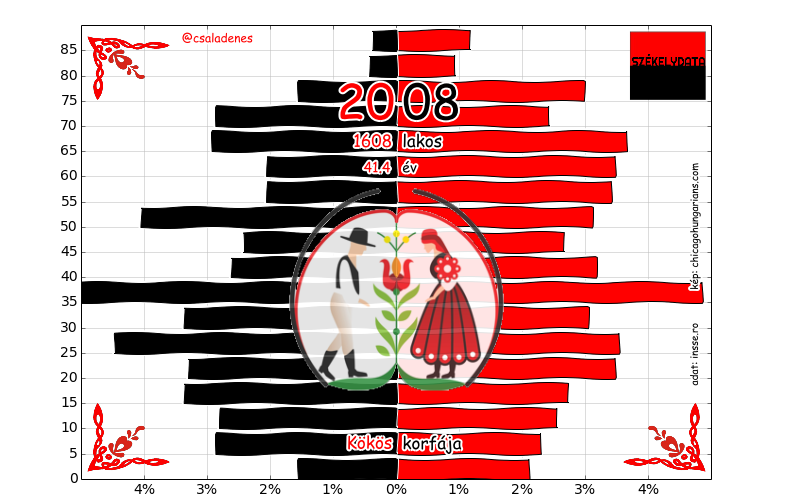 @csaladenes
SZÉKELYDATA
2008
1608 lakos
41,4 év
85
80
75
70
65
60
55
50
45
40
35
30
25
20
15
10
5
0
kép: chicagohungarians.com
adat: insse.ro
Kökös korfája
4% 3% 2% 1% 0% 1% 2% 3% 4%